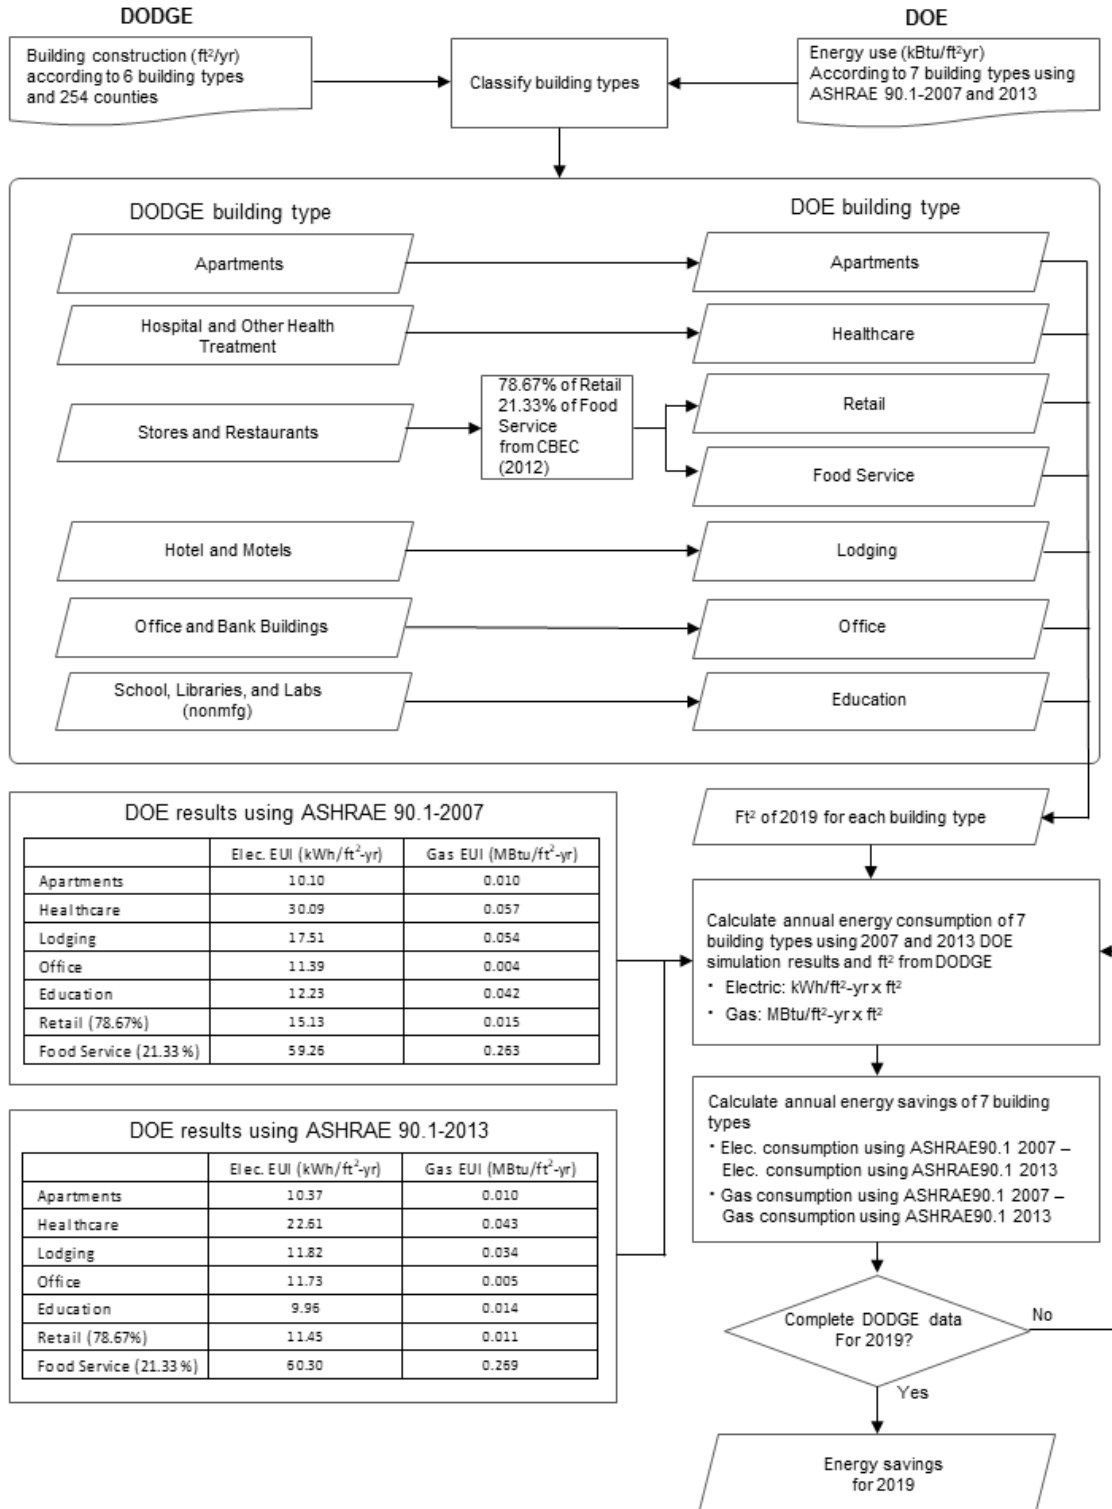 DODGE
DOE
Building construction (ft²/yr)
according to 6 building types
and 254 counties
Classify building types
Energy use (kBtu/ft²yr)
According to 7 building types using
ASHRAE 90.1-2007 and 2013
DODGE building type
DOE building type
Apartments
Apartments
Hospital and Other Health
Treatment
Healthcare
Stores and Restaurants
78.67% of Retail
21.33% of Food
Service
from CBEC
(2012)
Retail
Food Service
Hotel and Motels
Lodging
Office and Bank Buildings
Office
School, Libraries, and Labs
(nonmfg)
Education
DOE results using ASHRAE 90.1-2007
Elec. EUI (kWh/ft²-yr) Gas EUI (MBtu/ft²-yr)
Apartments 10.10 0.010
Healthcare 30.09 0.057
Lodging 17.51 0.054
Office 11.39 0.004
Education 12.23 0.042
Retail (78.67%) 15.13 0.015
Food Service (21.33%) 59.26 0.263
DOE results using ASHRAE 90.1-2013
Elec. EUI (kWh/ft²-yr) Gas EUI (MBtu/ft²-yr)
Apartments 10.37 0.010
Healthcare 22.61 0.043
Lodging 11.82 0.034
Office 11.73 0.005
Education 9.96 0.014
Retail (78.67%) 11.45 0.011
Food Service (21.33%) 60.30 0.269
Ft² of 2019 for each building type
Calculate annual energy consumption of 7
building types using 2007 and 2013 DOE
simulation results and ft² from DODGE
· Electric: kWh/ft²-yr x ft²
· Gas: MBtu/ft²-yr x ft²
Calculate annual energy savings of 7 building
types
· Elec. consumption using ASHRAE90.1 2007 –
Elec. consumption using ASHRAE90.1 2013
· Gas consumption using ASHRAE90.1 2007 –
Gas consumption using ASHRAE90.1 2013
Complete DODGE data
For 2019?
No
Yes
Energy savings
for 2019